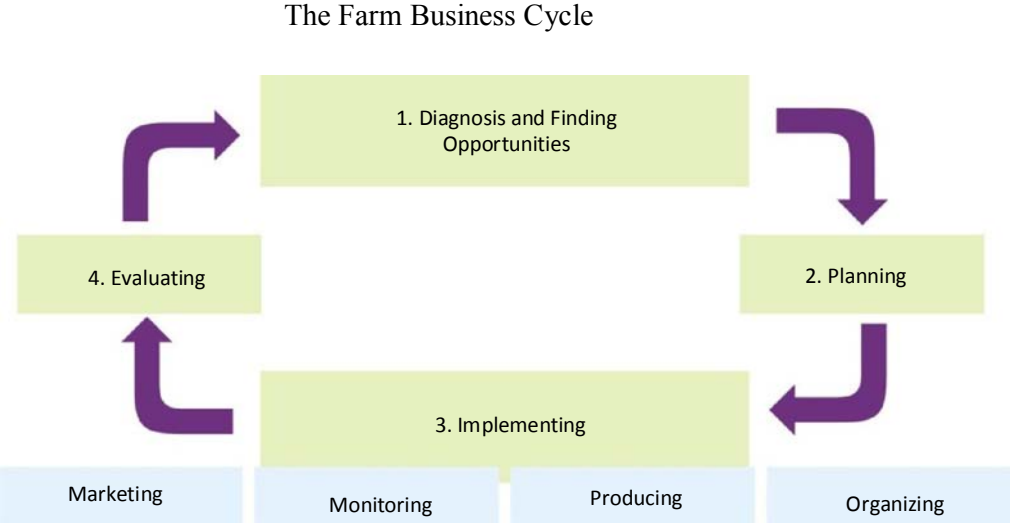 The Farm Business Cycle
1. Diagnosis and Finding
Opportunities
4. Evaluating
2. Planning
3. Implementing
Marketing
Monitoring
Producing
Organizing